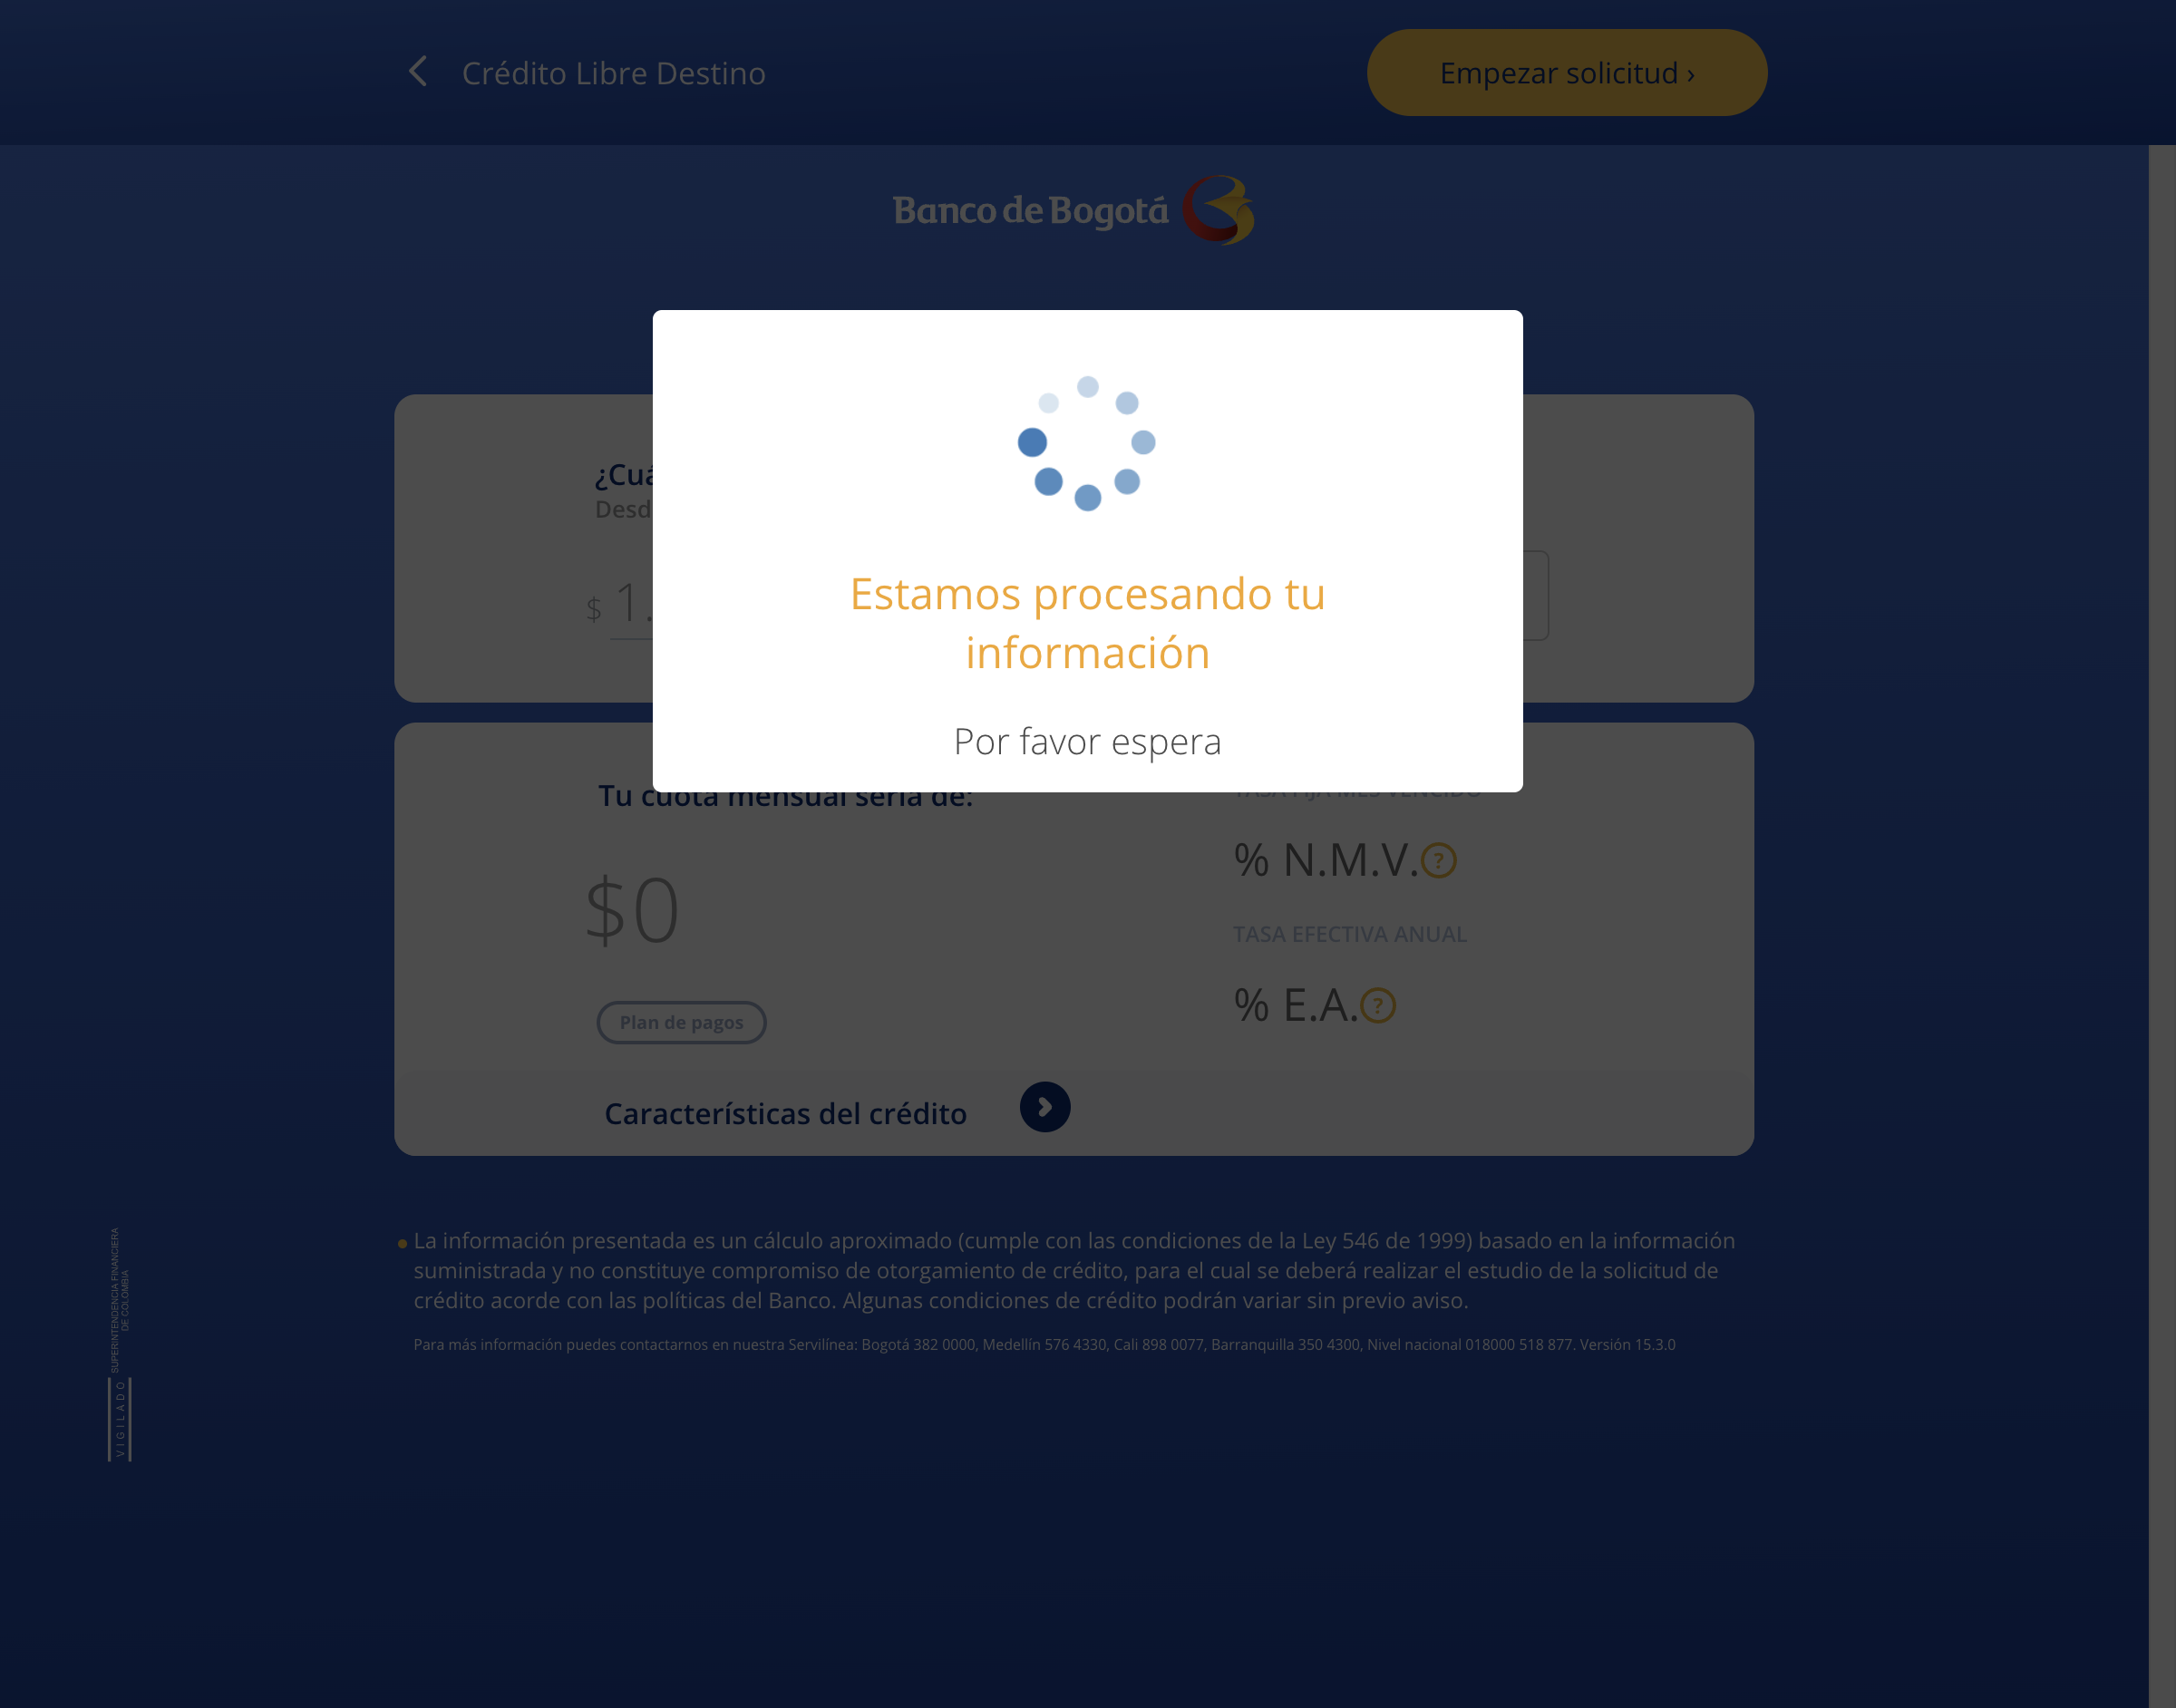 Crédito Libre Destino
Empezar solicitud ›
Banco de Bogotá
Estamos procesando tu
información
Por favor espera
$ 1.
Tu cuota mensual sería de:
TASA FIJA MES VENCIDO
% N.M.V. ?
$0
TASA EFECTIVA ANUAL
% E.A. ?
Plan de pagos
Características del crédito
La información presentada es un cálculo aproximado (cumple con las condiciones de la Ley 546 de 1999) basado en la información
suministrada y no constituye compromiso de otorgamiento de crédito, para el cual se deberá realizar el estudio de la solicitud de
crédito acorde con las políticas del Banco. Algunas condiciones de crédito podrán variar sin previo aviso.
Para más información puedes contactarnos en nuestra Servilínea: Bogotá 382 0000, Medellín 576 4330, Cali 898 0077, Barranquilla 350 4300, Nivel nacional 018000 518 877. Versión 15.3.0
VIGILADO
SUPERINTENDENCIA FINANCIERA
DE COLOMBIA